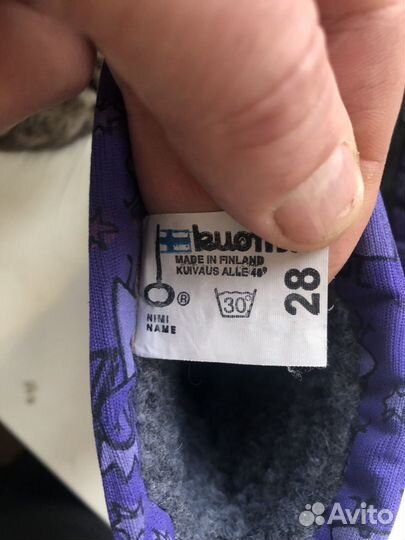 kuoma
MADE IN FINLAND
KUIVAUS ALLE 40°
®
30°
28
NIMI
NAME
Avito